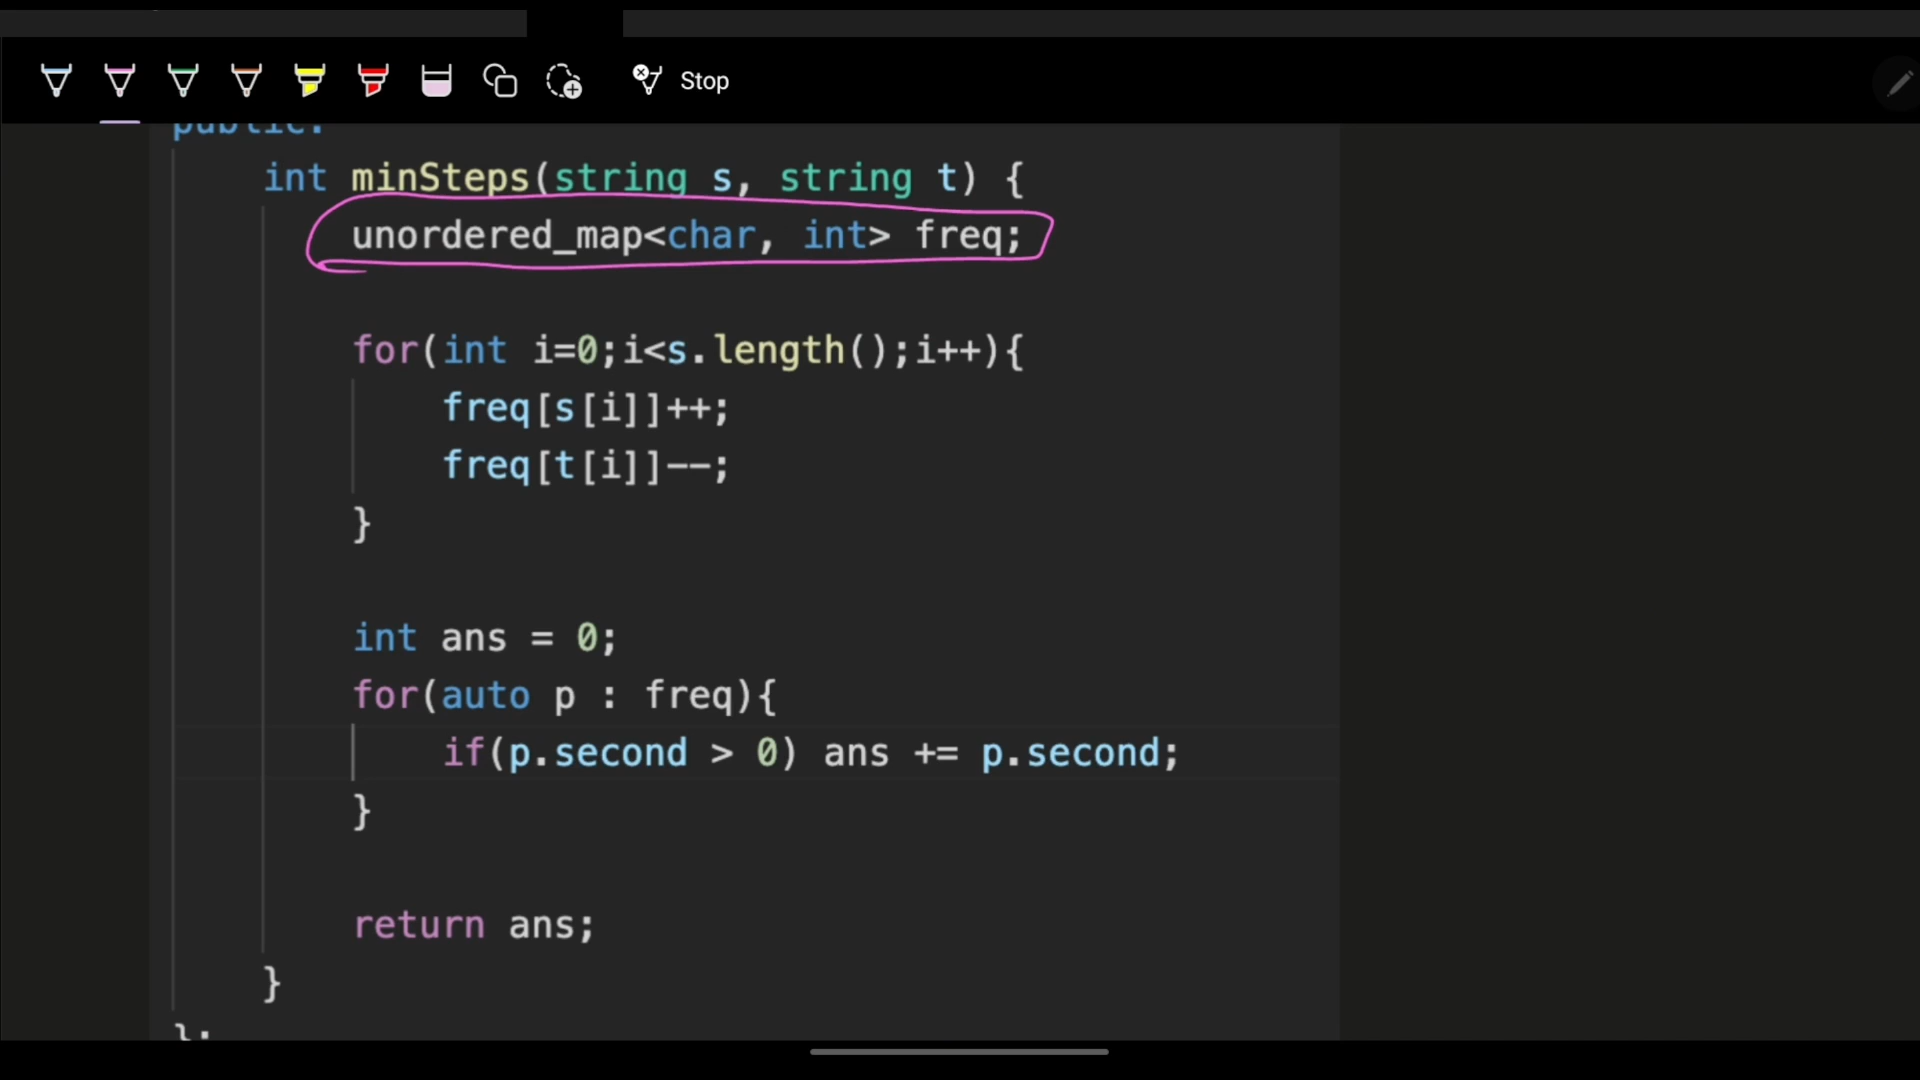 Stop
public:
int minSteps(string s, string t) {
unordered_map<char, int> freq;
for(int i=0;i<s.length();i++){
freq[s[i]]++;
freq[t[i]]--;
}
int ans = 0;
for(auto p : freq){
if(p.second > 0) ans += p.second;
}
return ans;
}
};